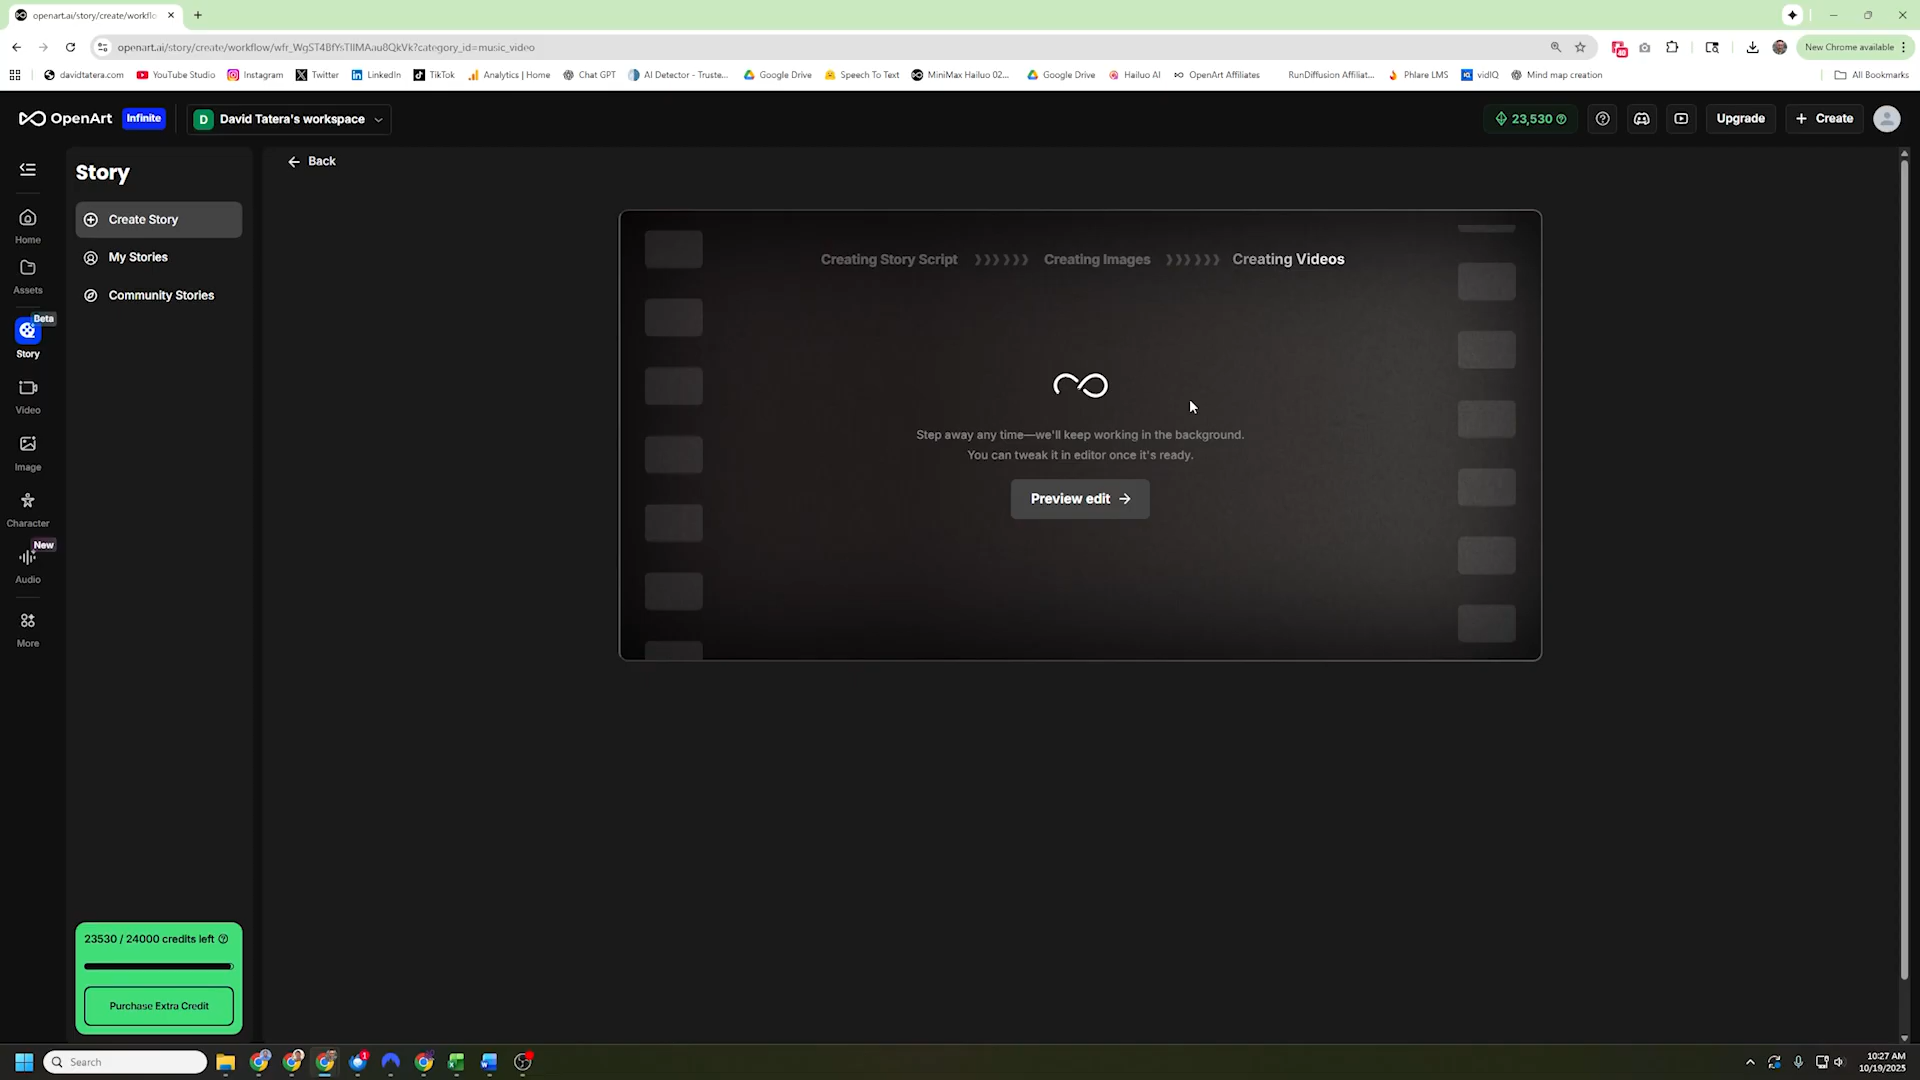 openart.ai/story/create/workflo
openart.ai/story/create/workflow/wfr_WgST4BfYsTIIMAau8QkVk?category_id=music_video
New Chrome available
davidtatera.com
YouTube Studio
Instagram
Twitter
LinkedIn
TikTok
Analytics | Home
Chat GPT
AI Detector - Truste...
Google Drive
Speech To Text
MiniMax Hailuo 02...
Google Drive
Hailuo AI
OpenArt Affiliates
RunDiffusion Affiliat...
Phlare LMS
vidIQ
Mind map creation
All Bookmarks
OpenArt
Infinite
D
David Tatera's workspace
23,530
Upgrade
+ Create
Story
Back
Create Story
My Stories
Community Stories
Home
Assets
Beta
Story
Video
Image
Character
New
Audio
More
Creating Story Script
Creating Images
Creating Videos
Step away any time—we'll keep working in the background.
You can tweak it in editor once it's ready.
Preview edit
23530 / 24000 credits left
Purchase Extra Credit
Search
10:27 AM
10/19/2025